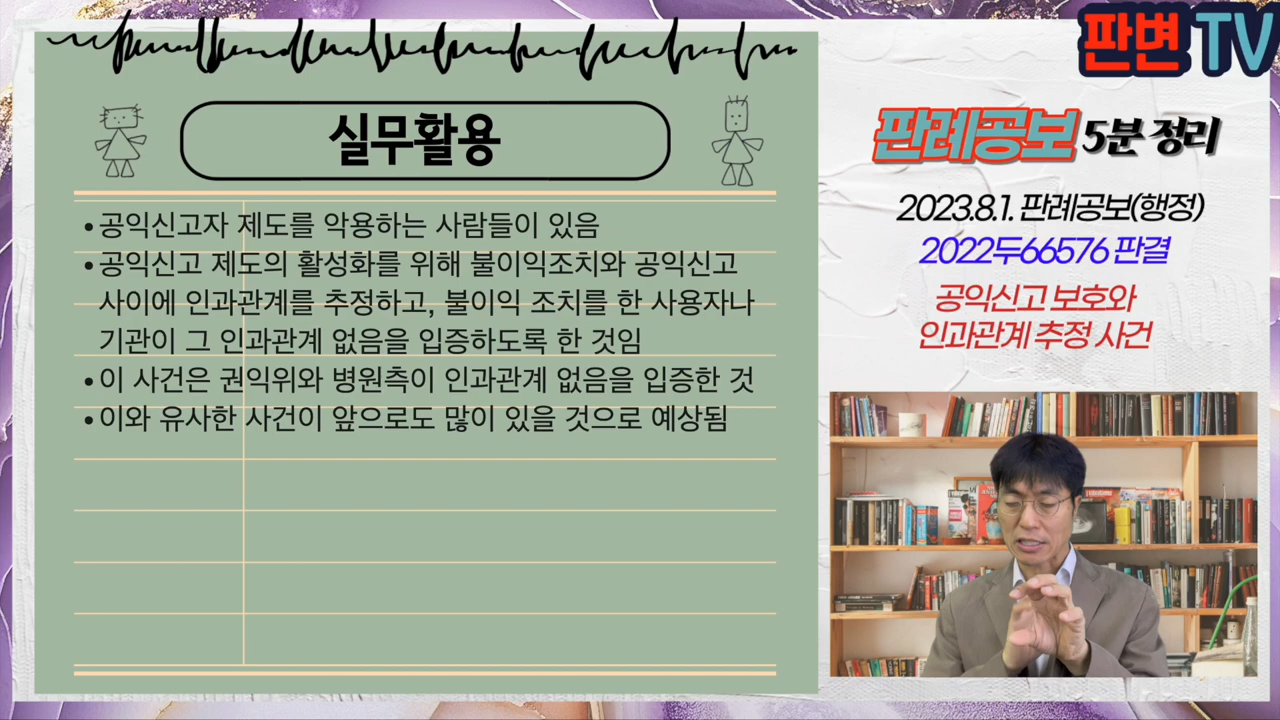 판변 TV
실무활용
• 공익신고자 제도를 악용하는 사람들이 있음
• 공익신고 제도의 활성화를 위해 불이익조치와 공익신고
사이에 인과관계를 추정하고, 불이익 조치를 한 사용자나
기관이 그 인과관계 없음을 입증하도록 한 것임
• 이 사건은 권익위와 병원측이 인과관계 없음을 입증한 것
• 이와 유사한 사건이 앞으로도 많이 있을 것으로 예상됨
판례공보 5분 정리
2023.8.1. 판례공보(행정)
2022두66576 판결
공익신고 보호와
인과관계 추정 사건